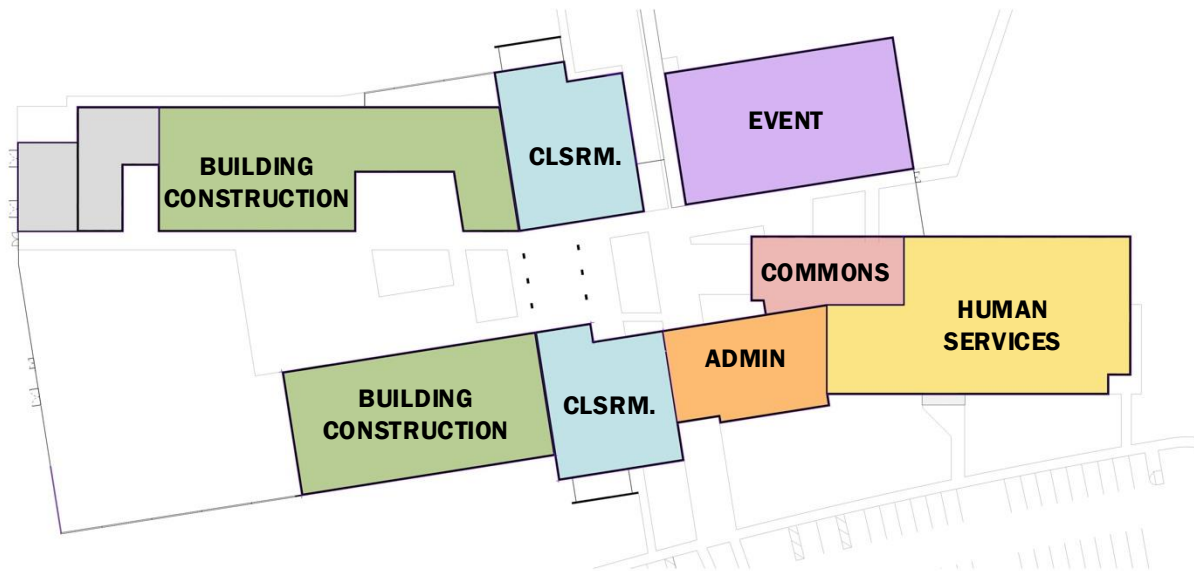 EVENT
CLSRM.
BUILDING
CONSTRUCTION
COMMONS
HUMAN
SERVICES
ADMIN
BUILDING
CONSTRUCTION
CLSRM.